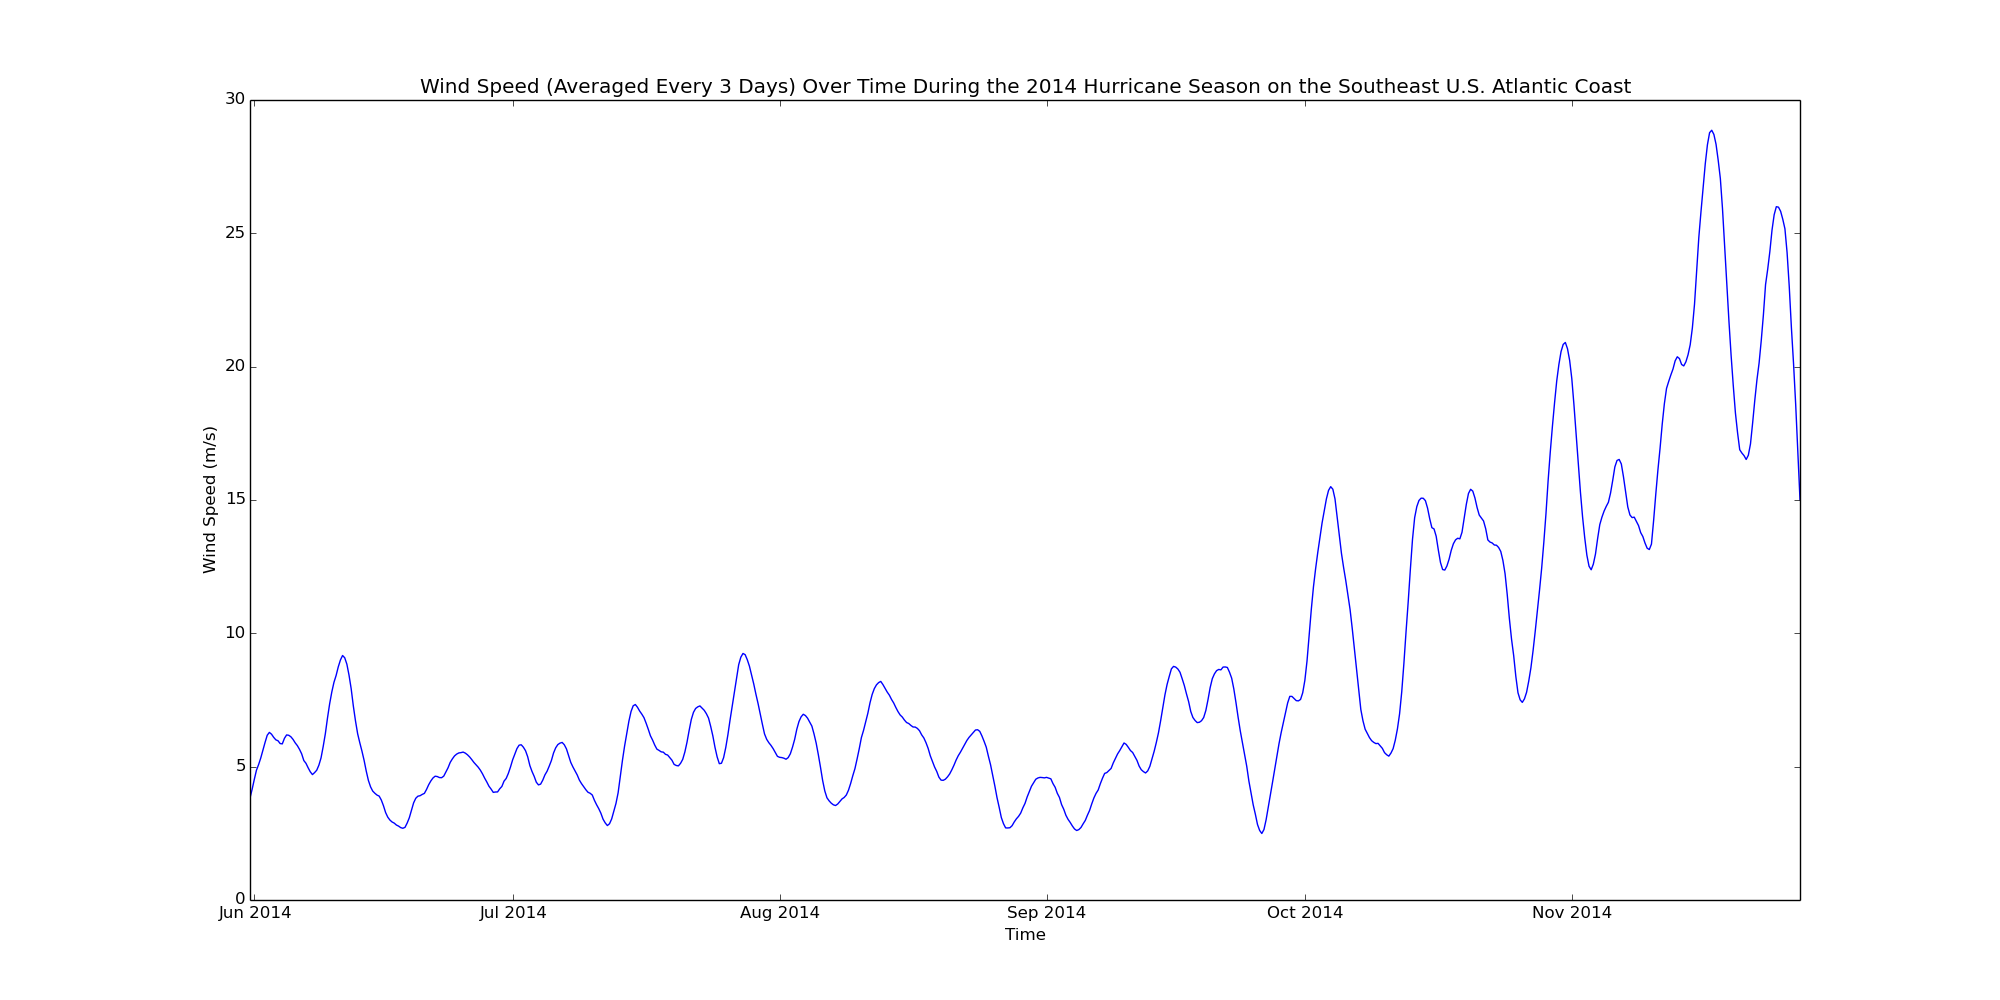 Wind Speed (Averaged Every 3 Days) Over Time During the 2014 Hurricane Season on the Southeast U.S. Atlantic Coast
30
25
20
15
10
5
0
Wind Speed (m/s)
Jun 2014 Jul 2014 Aug 2014 Sep 2014 Oct 2014 Nov 2014
Time